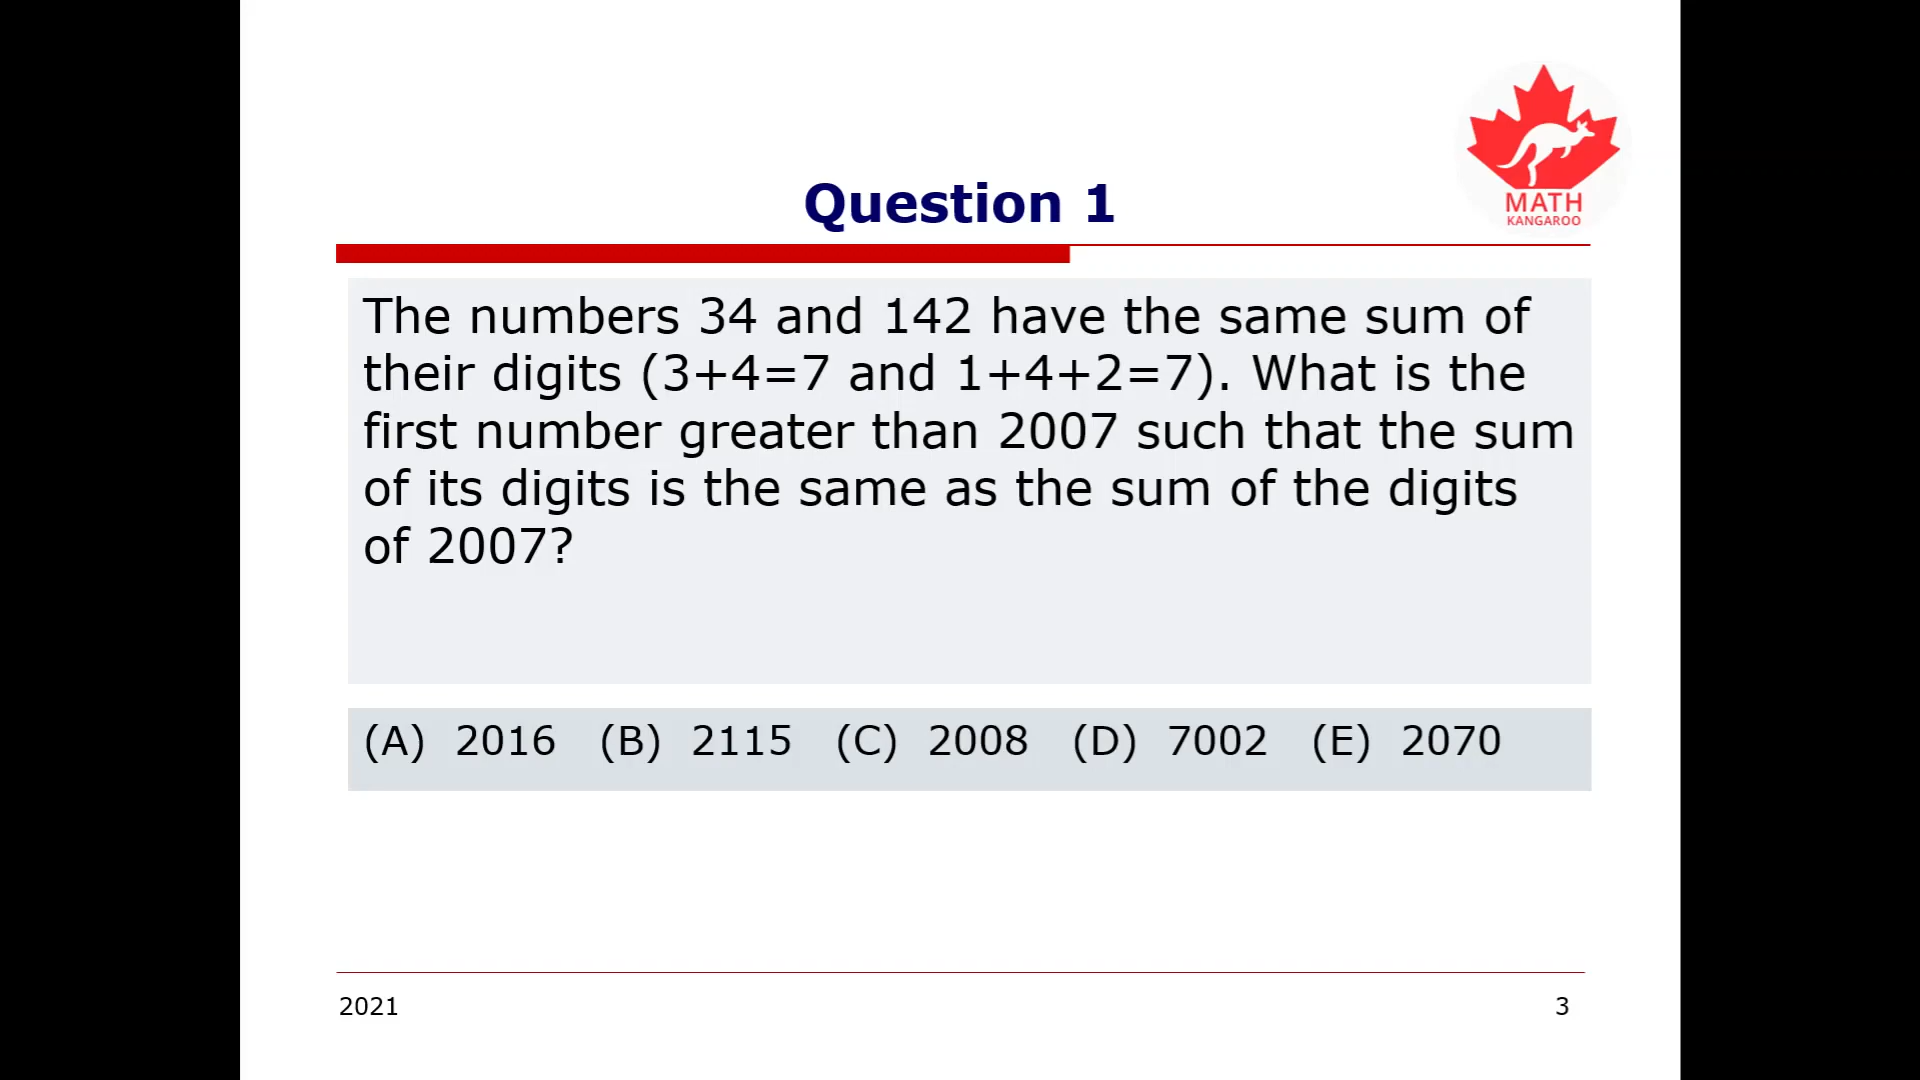 MATH
KANGAROO
Question 1
The numbers 34 and 142 have the same sum of
their digits (3+4=7 and 1+4+2=7). What is the
first number greater than 2007 such that the sum
of its digits is the same as the sum of the digits
of 2007?
(A) 2016 (B) 2115 (C) 2008 (D) 7002 (E) 2070
2021 3